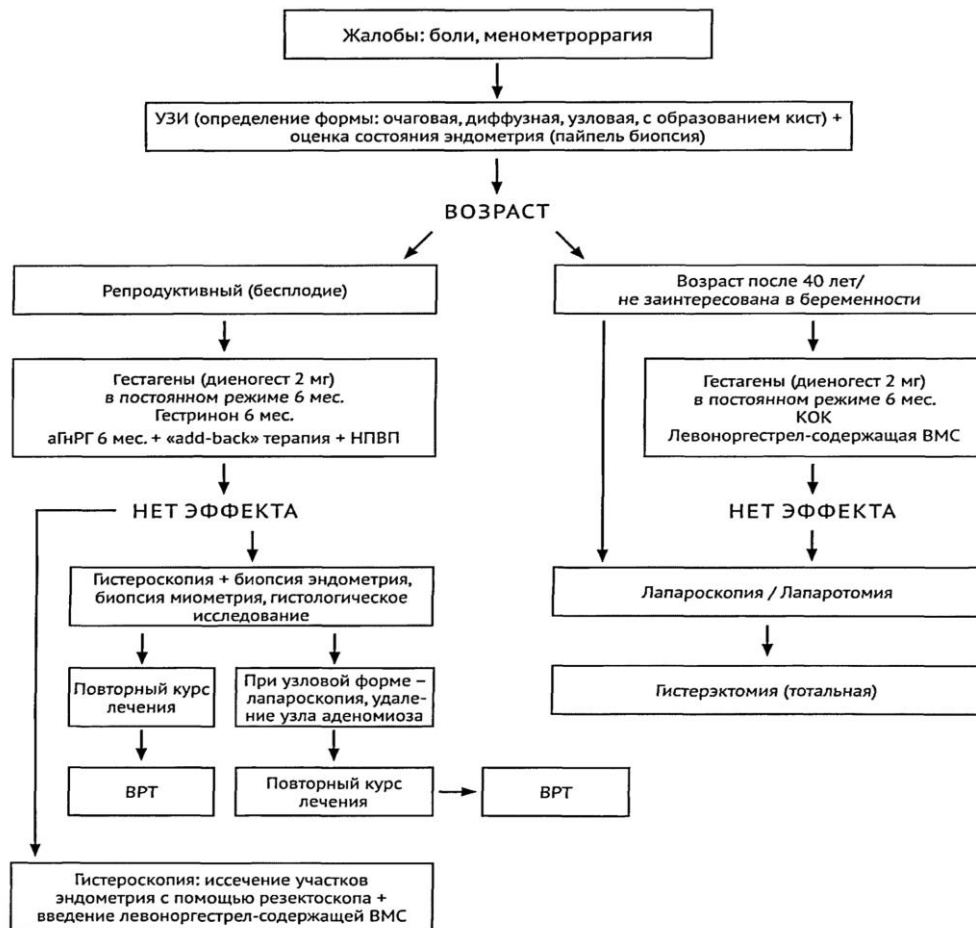 Жалобы: боли, менометроррагия
УЗИ (определение формы: очаговая, диффузная, узловая, с образованием кист) +
оценка состояния эндометрия (пайпель биопсия)
ВОЗРАСТ
Репродуктивный (бесплодие)
Возраст после 40 лет/
не заинтересована в беременности
Гестагены (диеногест 2 мг)
в постоянном режиме 6 мес.
Гестринон 6 мес.
аГнРГ 6 мес. + «add-back» терапия + НПВП
Гестагены (диеногест 2 мг)
в постоянном режиме 6 мес.
КОК
Левоноргестрел-содержащая ВМС
НЕТ ЭФФЕКТА
НЕТ ЭФФЕКТА
Гистероскопия + биопсия эндометрия,
биопсия миометрия, гистологическое
исследование
Лапароскопия / Лапаротомия
Повторный курс
лечения
При узловой форме –
лапароскопия, удале-
ние узла аденомиоза
Гистерэктомия (тотальная)
ВРТ
Повторный курс
лечения
ВРТ
Гистероскопия: иссечение участков
эндометрия с помощью резектоскопа +
введение левоноргестрел-содержащей ВМС